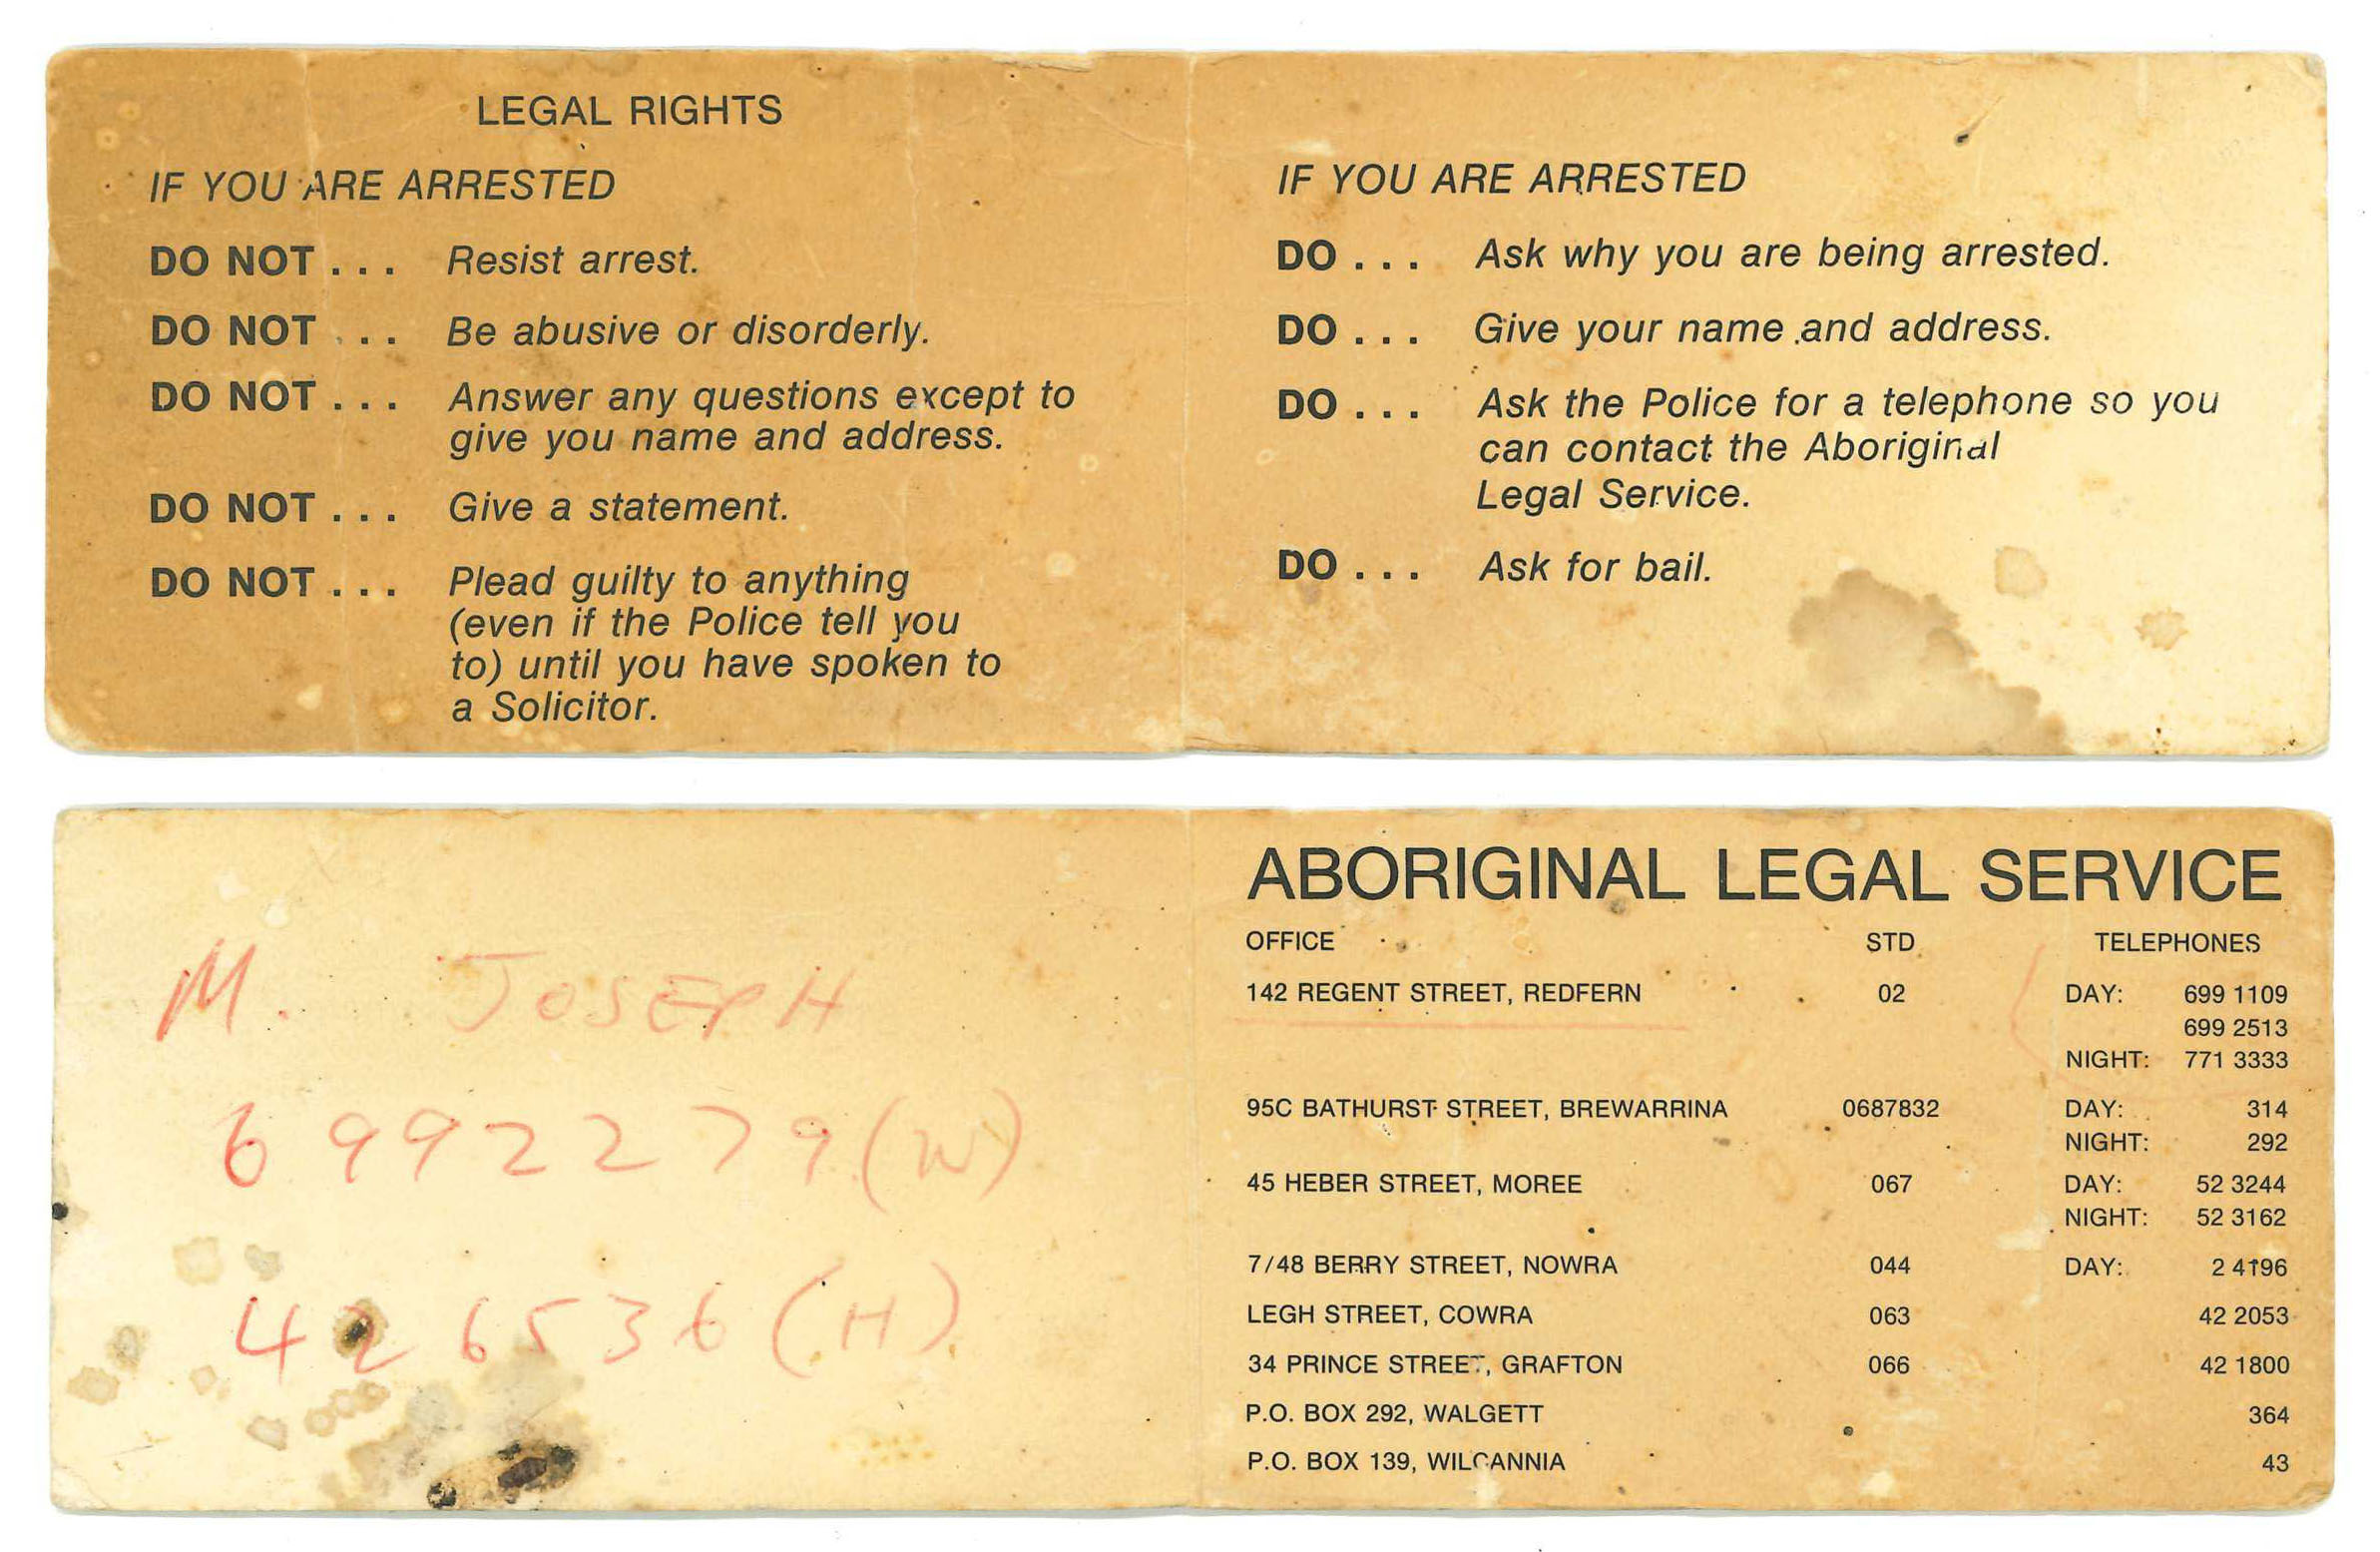 LEGAL RIGHTS
IF YOU ARE ARRESTED
DO NOT . . . Resist arrest.
DO NOT . . . Be abusive or disorderly.
DO NOT . . . Answer any questions except to
give you name and address.
DO NOT . . . Give a statement.
DO NOT . . . Plead guilty to anything
(even if the Police tell you
to) until you have spoken to
a Solicitor.
IF YOU ARE ARRESTED
DO . . . Ask why you are being arrested.
DO . . . Give your name and address.
DO . . . Ask the Police for a telephone so you
can contact the Aboriginal
Legal Service.
DO . . . Ask for bail.
M. JOSEPH
6992279 (W)
426536 (H)
ABORIGINAL LEGAL SERVICE
OFFICE STD TELEPHONES
142 REGENT STREET, REDFERN 02 DAY: 699 1109
699 2513
NIGHT: 771 3333
95C BATHURST STREET, BREWARRINA 0687832 DAY: 314
NIGHT: 292
45 HEBER STREET, MOREE 067 DAY: 52 3244
NIGHT: 52 3162
7/48 BERRY STREET, NOWRA 044 DAY: 2 4196
LEGH STREET, COWRA 063 42 2053
34 PRINCE STREET, GRAFTON 066 42 1800
P.O. BOX 292, WALGETT 364
P.O. BOX 139, WILCANNIA 43